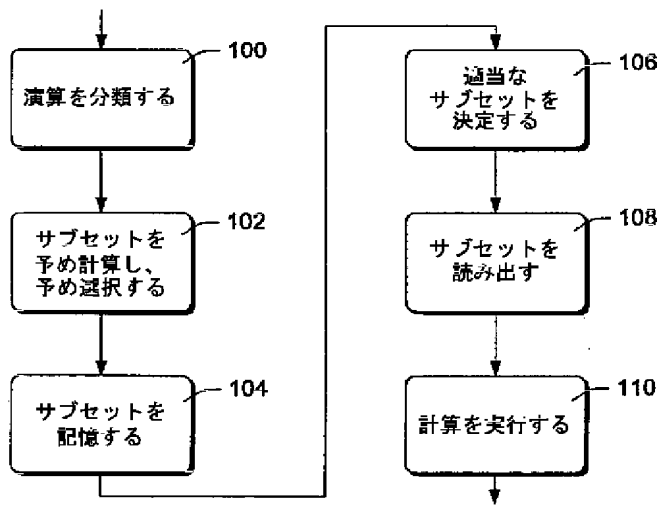 100
演算を分類する
102
サブセットを
予め計算し、
予め選択する
104
サブセットを
記憶する
106
適当な
サブセットを
決定する
108
サブセットを
読み出す
110
計算を実行する